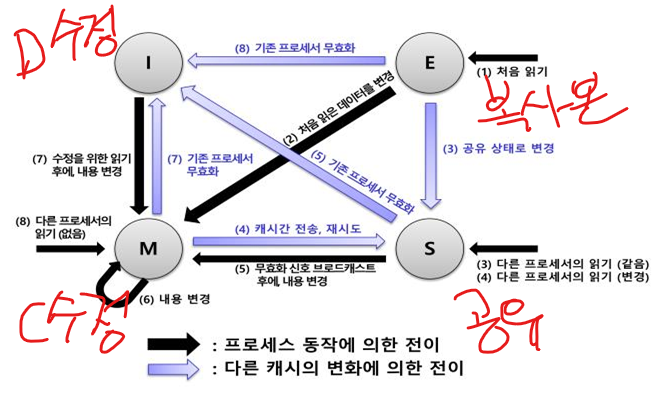 D 수정
I
(8) 기존 프로세서 무효화
E
(1) 처음 읽기
복사본
(2) 처음 읽은 데이터를 변경
(3) 공유 상태로 변경
(7) 수정을 위한 읽기
후에, 내용 변경
(7) 기존 프로세서
무효화
(5) 기존 프로세서 무효화
(8) 다른 프로세서의
읽기 (없음)
M
(4) 캐시간 전송, 재시도
S
(5) 무효화 신호 브로드캐스트
후에, 내용 변경
(3) 다른 프로세서의 읽기 (같음)
(4) 다른 프로세서의 읽기 (변경)
(6) 내용 변경
C 수정
공유
: 프로세스 동작에 의한 전이
: 다른 캐시의 변화에 의한 전이